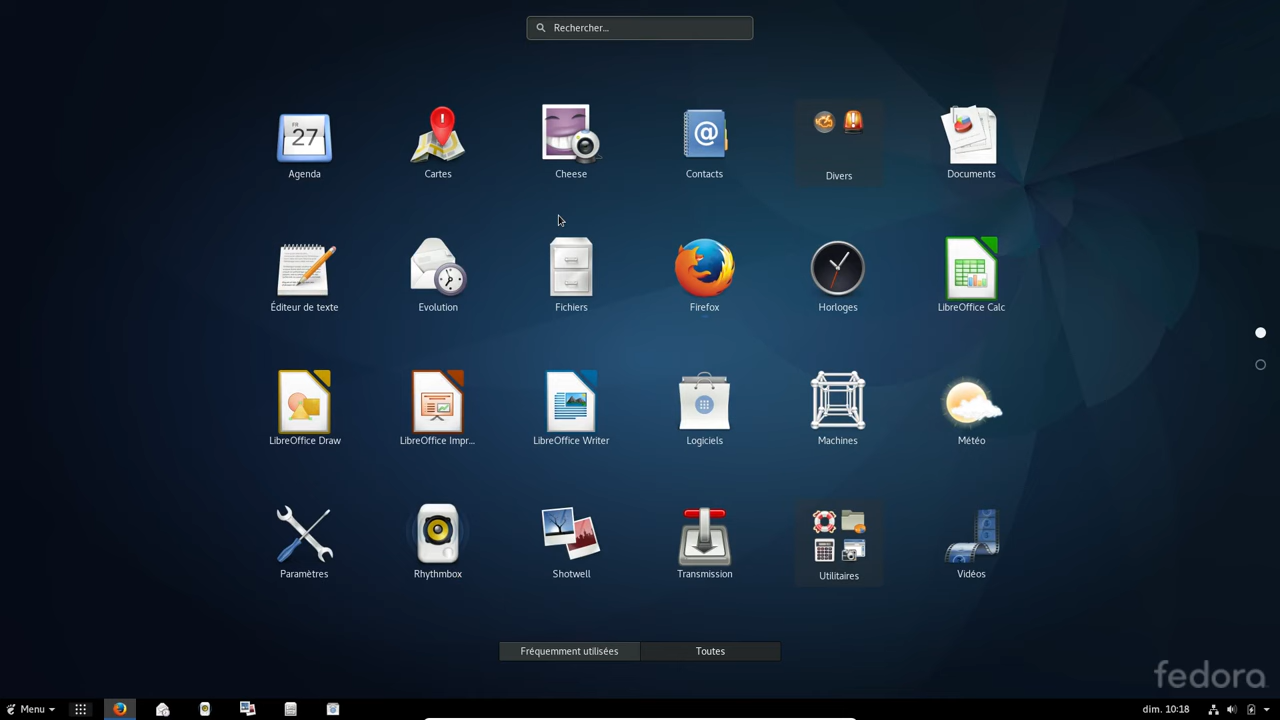 Rechercher...
FRI
27
Agenda
Cartes
Cheese
@
Contacts
Divers
Documents
Éditeur de texte
Evolution
Fichiers
Firefox
Horloges
LibreOffice Calc
LibreOffice Draw
LibreOffice Impr...
LibreOffice Writer
Logiciels
Machines
Météo
Paramètres
Rhythmbox
Shotwell
Transmission
Utilitaires
Vidéos
Fréquemment utilisées
Toutes
fedora
Menu
dim. 10:18